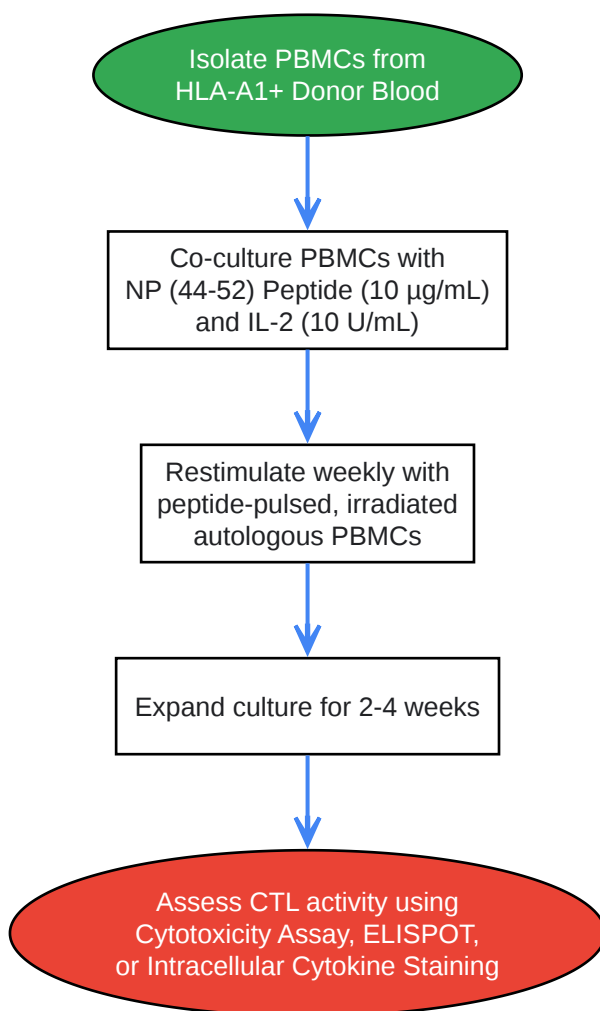 Isolate PBMCs from
HLA-A1+ Donor Blood
Co-culture PBMCs with
NP (44-52) Peptide (10 µg/mL)
and IL-2 (10 U/mL)
Restimulate weekly with
peptide-pulsed, irradiated
autologous PBMCs
Expand culture for 2-4 weeks
Assess CTL activity using
Cytotoxicity Assay, ELISPOT,
or Intracellular Cytokine Staining